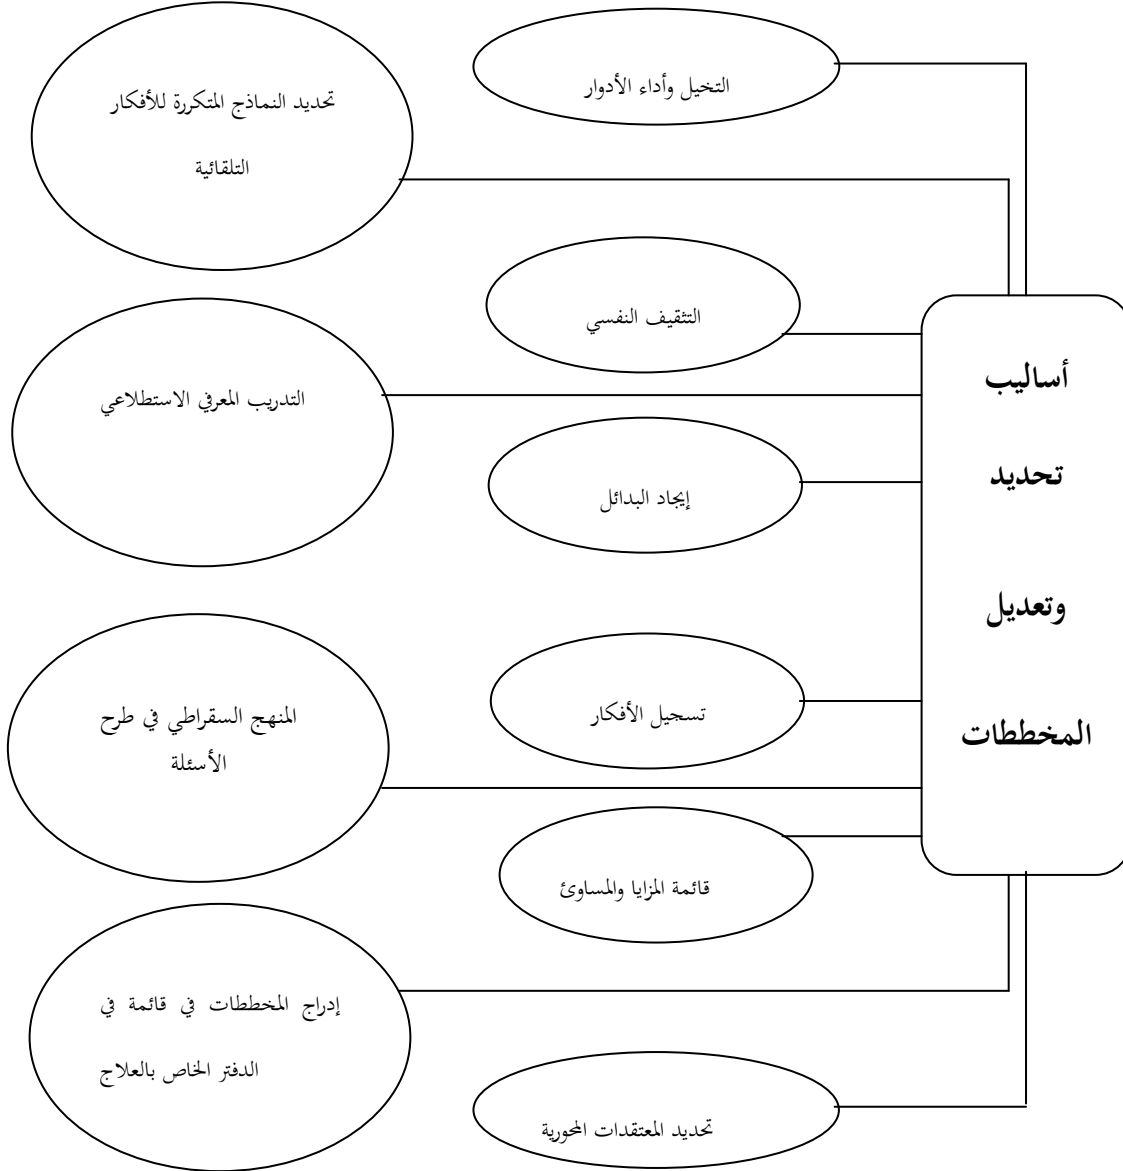 أساليب
تحديد
وتعديل
المخططات
التخيل وأداء الأدوار
تحديد النماذج المتكررة للأفكار
التلقائية
التثقيف النفسي
التدريب المعرفي الاستطلاعي
إيجاد البدائل
تسجيل الأفكار
المنهج السقراطي في طرح
الأسئلة
قائمة المزايا والمساوئ
إدراج المخططات في قائمة في
الدفتر الخاص بالعلاج
تحديد المعتقدات المحورية